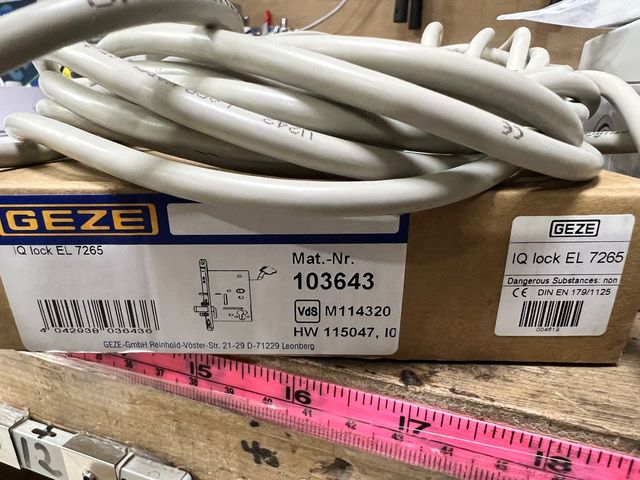 GEZE
IQ lock EL 7265
Mat.-Nr.
103643
VdS M114320
HW 115047, I0
4 042938 036436
GEZE-GmbH Reinhold-Vöster-Str. 21-29 D-71229 Leonberg
GEZE
IQ lock EL 7265
Dangerous Substances: non
CE DIN EN 179/1125
004619
15
16
17
18
12